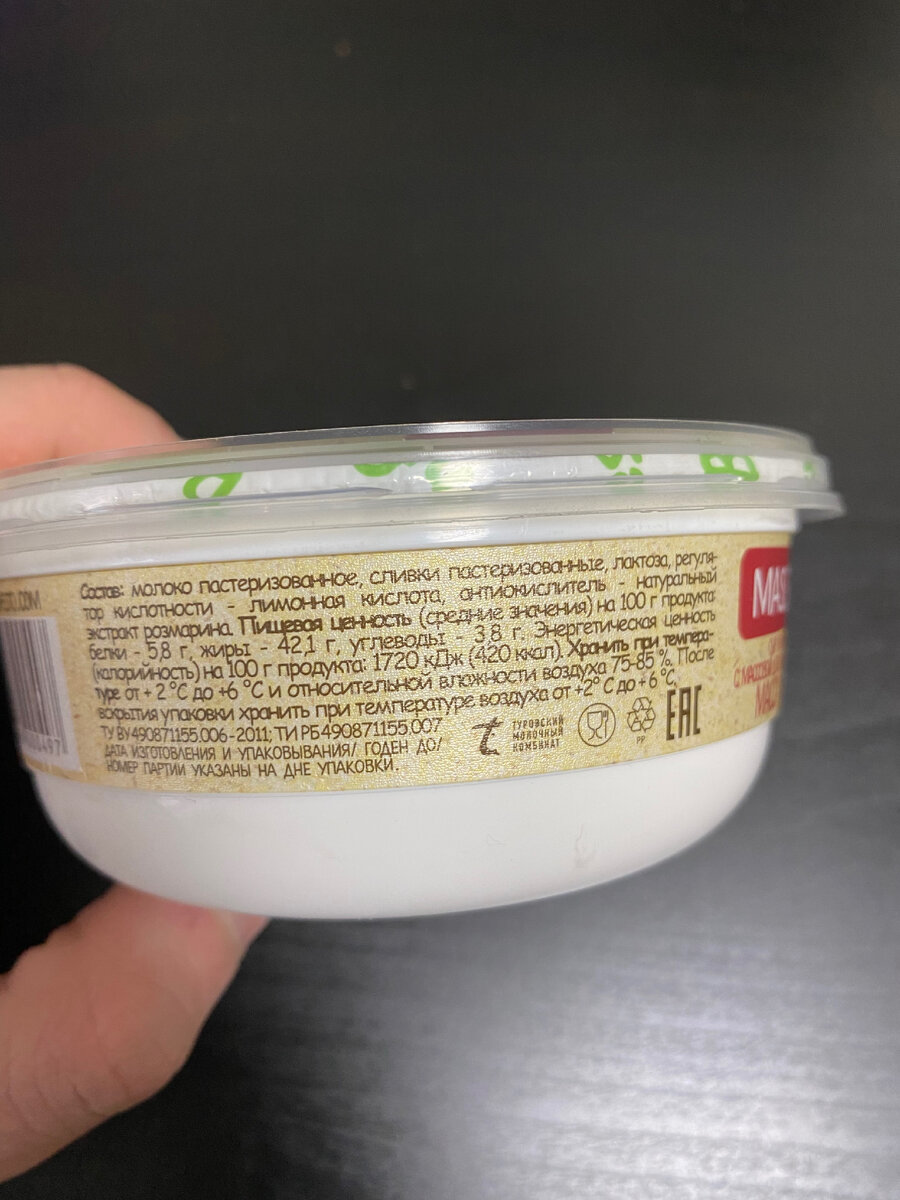 Состав: молоко пастеризованное, сливки пастеризованные, лактоза, регуля-
тор кислотности - лимонная кислота, антиокислитель - натуральный
экстракт розмарина. Пищевая ценность (средние значения) на 100 г продукта:
белки - 5,8 г, жиры - 42,1 г, углеводы - 3,8 г. Энергетическая ценность
(калорийность) на 100 г продукта: 1720 кДж (420 ккал). Хранить при темпера-
туре от + 2 °C до +6 °C и относительной влажности воздуха 75-85 %. После
вскрытия упаковки хранить при температуре воздуха от +2° C до + 6 °C.
ТУ BY490871155.006-2011; ТИ РБ490871155.007
ДАТА ИЗГОТОВЛЕНИЯ И УПАКОВЫВАНИЯ/ ГОДЕН ДО/
НОМЕР ПАРТИИ УКАЗАНЫ НА ДНЕ УПАКОВКИ.
ТУРОВСКИЙ
МОЛОЧНЫЙ
КОМБИНАТ
PP
EAC